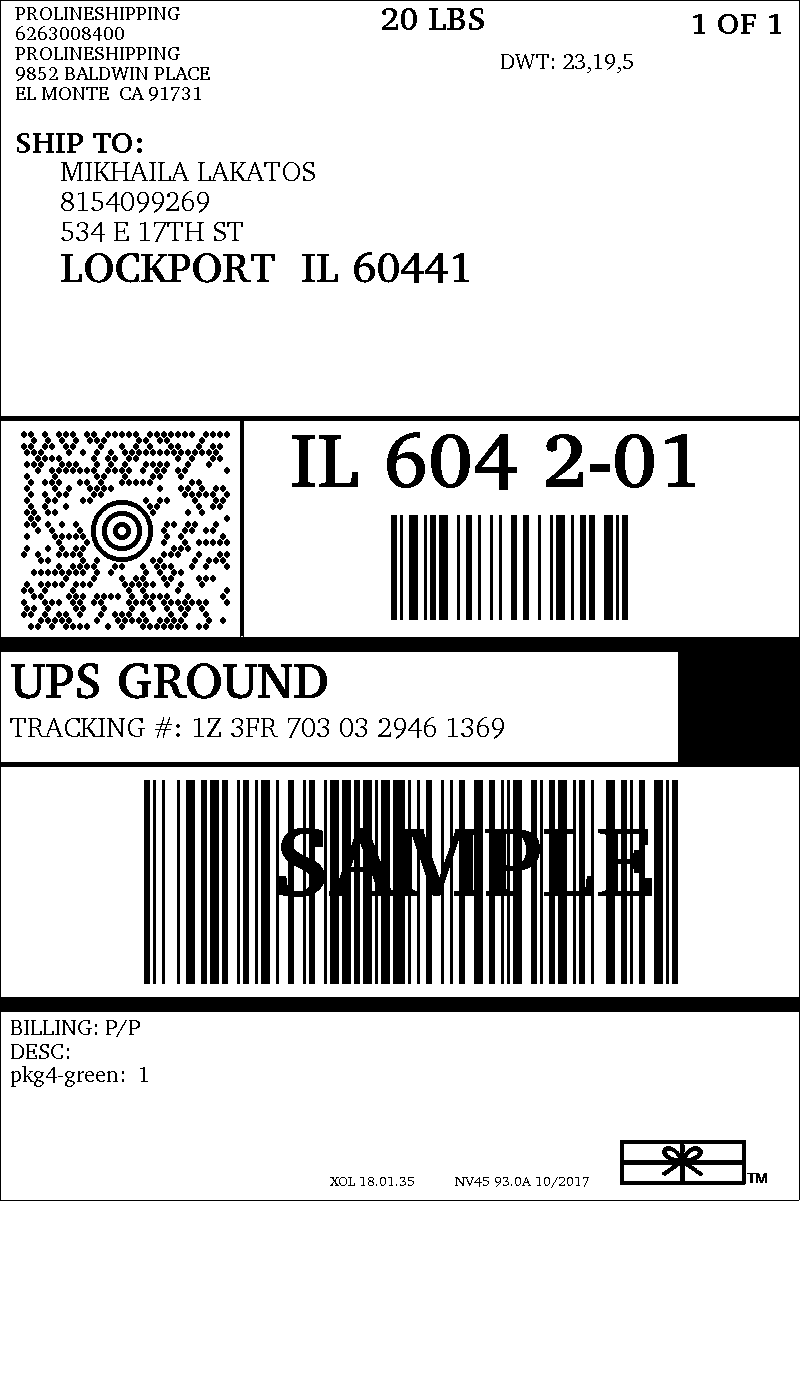 PROLINESHIPPING
6263008400
PROLINESHIPPING
9852 BALDWIN PLACE
EL MONTE  CA 91731
20 LBS
1 OF 1
DWT: 23,19,5
SHIP TO:
MIKHAILA LAKATOS
8154099269
534 E 17TH ST
LOCKPORT  IL 60441
IL 604 2-01
UPS GROUND
TRACKING #: 1Z 3FR 703 03 2946 1369
SAMPLE
BILLING: P/P
DESC:
pkg4-green:  1
XOL 18.01.35
NV45 93.0A 10/2017
TM